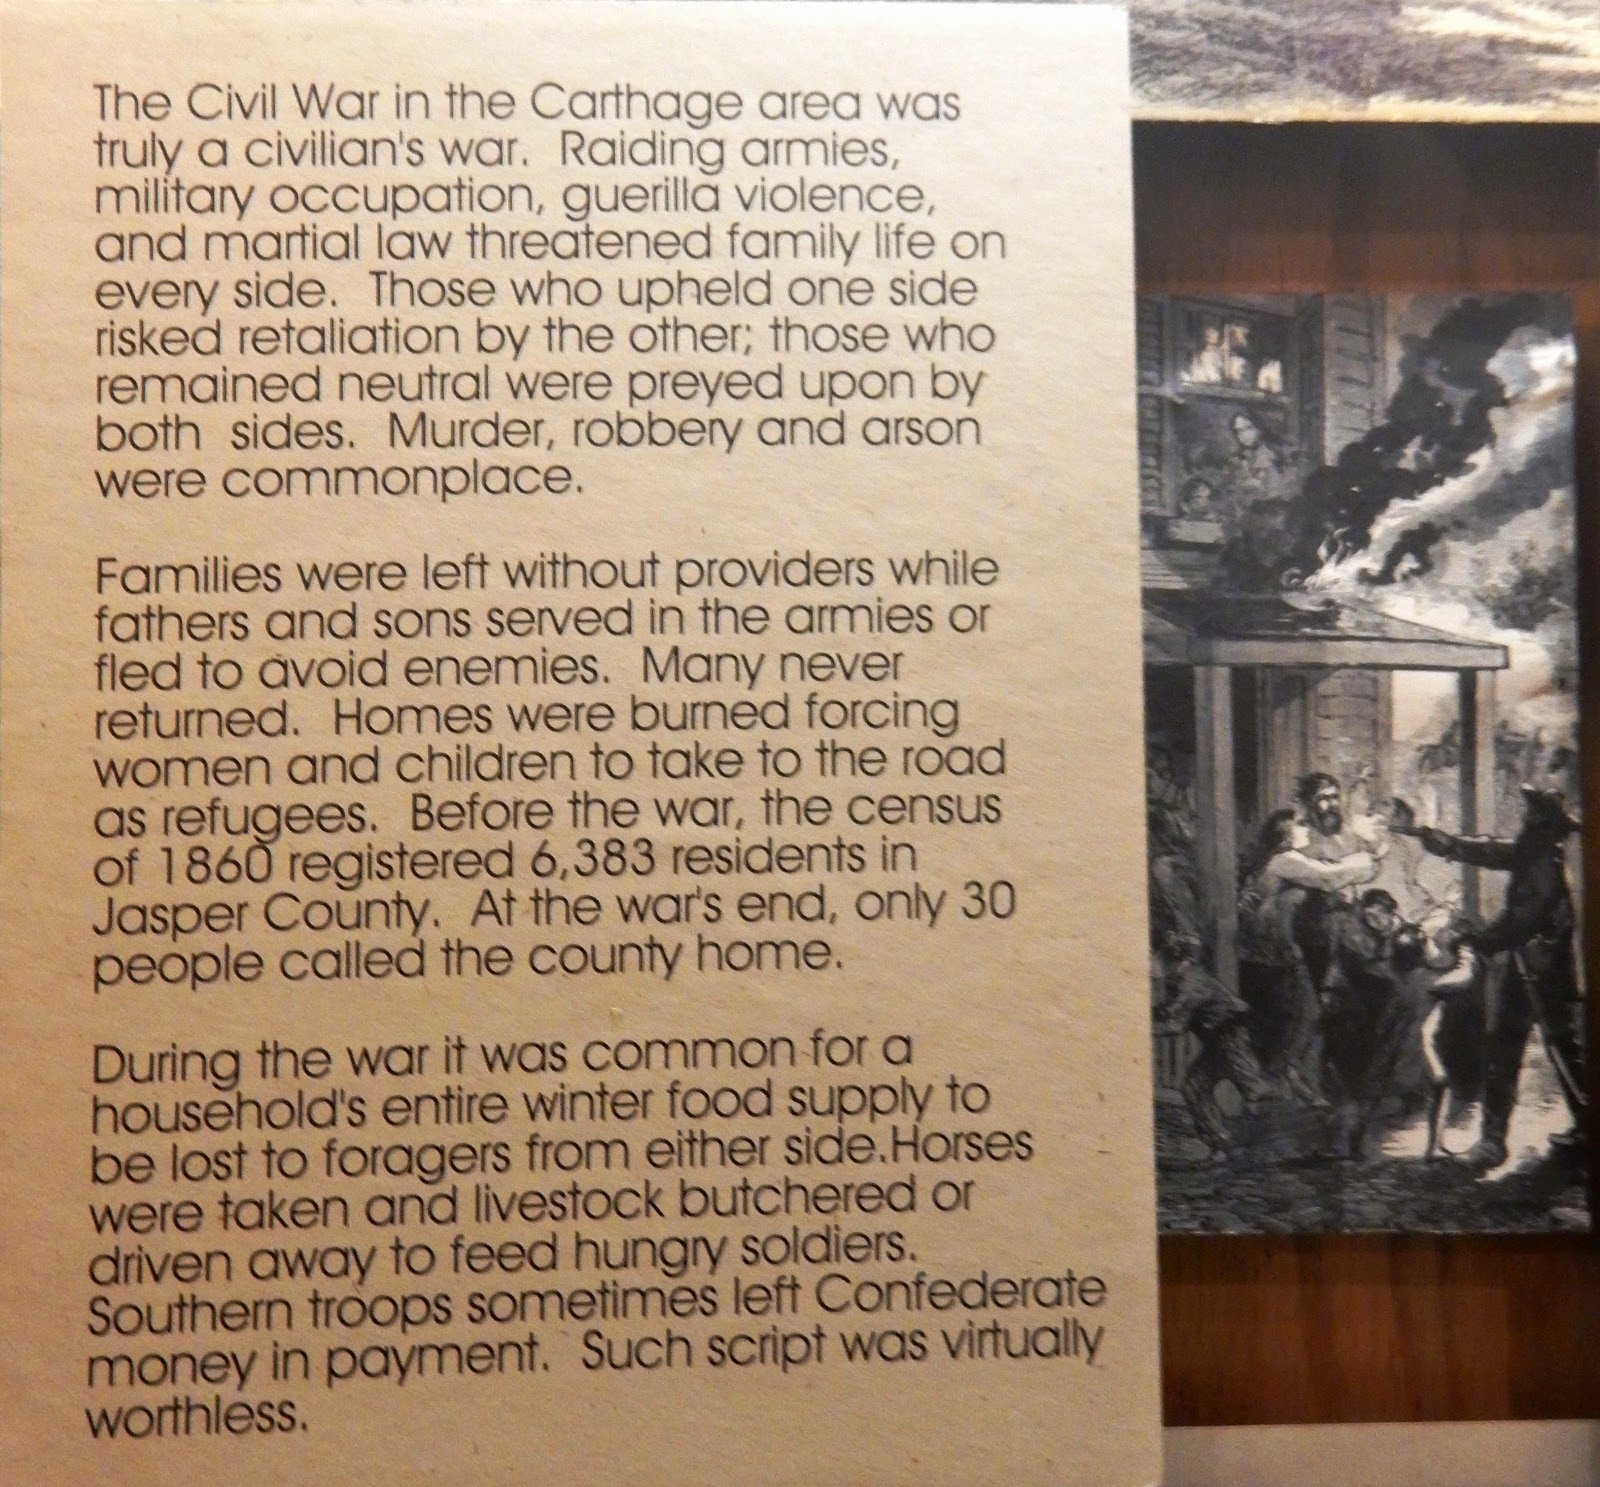 The Civil War in the Carthage area was
truly a civilian's war.  Raiding armies,
military occupation, guerilla violence,
and martial law threatened family life on
every side.  Those who upheld one side
risked retaliation by the other; those who
remained neutral were preyed upon by
both  sides.  Murder, robbery and arson
were commonplace.
Families were left without providers while
fathers and sons served in the armies or
fled to avoid enemies.  Many never
returned.  Homes were burned forcing
women and children to take to the road
as refugees.  Before the war, the census
of 1860 registered 6,383 residents in
Jasper County.  At the war's end, only 30
people called the county home.
During the war it was common for a
household's entire winter food supply to
be lost to foragers from either side.Horses
were taken and livestock butchered or
driven away to feed hungry soldiers.
Southern troops sometimes left Confederate
money in payment.  Such script was virtually
worthless.